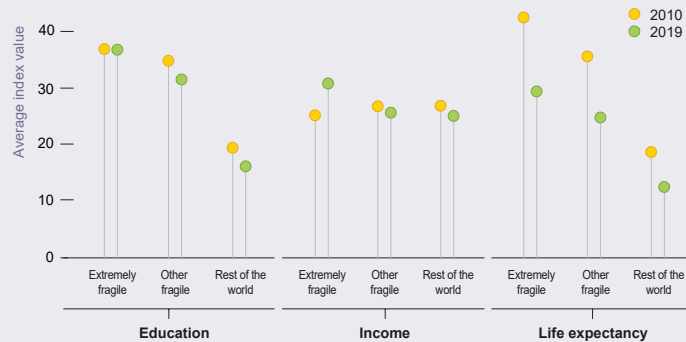 2010
2019
Average index value
40
30
20
10
0
Extremely
fragile
Other
fragile
Rest of the
world
Extremely
fragile
Other
fragile
Rest of the
world
Extremely
fragile
Other
fragile
Rest of the
world
Education
Income
Life expectancy